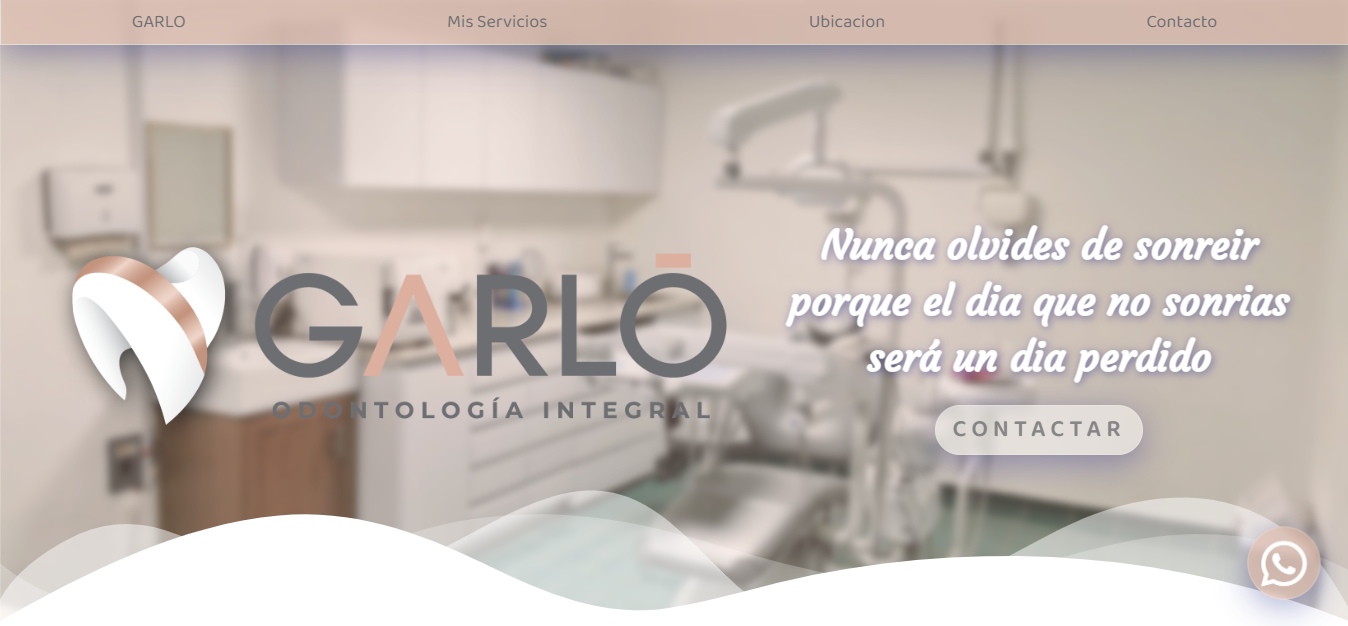 GARLO
Mis Servicios
Ubicacion
Contacto
GARLŌ
ODONTOLOGÍA INTEGRAL
Nunca olvides de sonreir
porque el dia que no sonrias
será un dia perdido
CONTACTAR